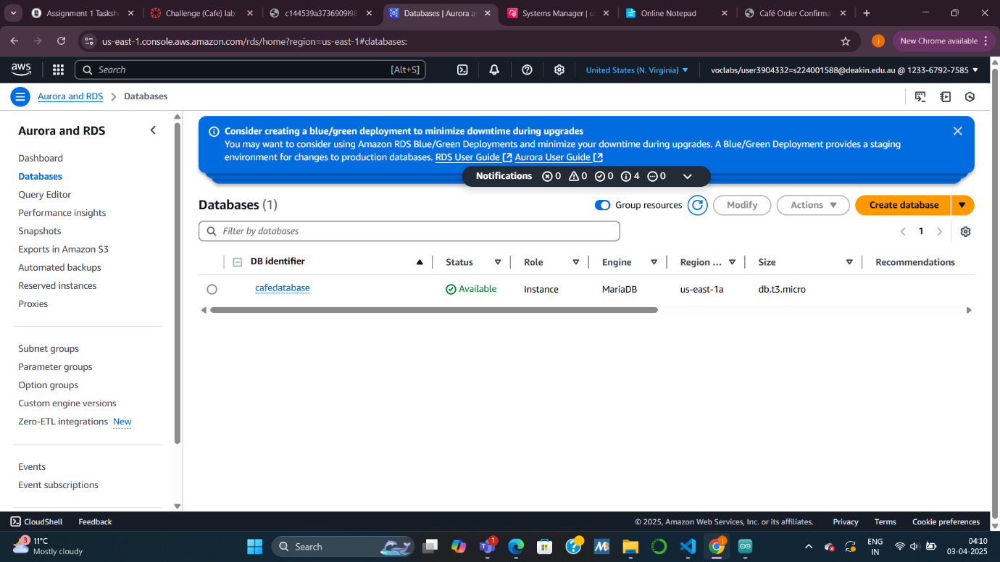 Assignment 1 Tasksh
Challenge (Cafe) lab:
c144539a3736909l98
Databases | Aurora a
Systems Manager | u
Online Notepad
Café Order Confirma
us-east-1.console.aws.amazon.com/rds/home?region=us-east-1#databases:
j
New Chrome available
aws
Search
[Alt+S]
United States (N. Virginia)
voclabs/user3904332=s224001588@deakin.edu.au @ 1233-6792-7585
Aurora and RDS
Databases
Aurora and RDS
Dashboard
Databases
Query Editor
Performance insights
Snapshots
Exports in Amazon S3
Automated backups
Reserved instances
Proxies
Subnet groups
Parameter groups
Option groups
Custom engine versions
Zero-ETL integrations New
Events
Event subscriptions
Consider creating a blue/green deployment to minimize downtime during upgrades
You may want to consider using Amazon RDS Blue/Green Deployments and minimize your downtime during upgrades. A Blue/Green Deployment provides a staging
environment for changes to production databases. RDS User Guide Aurora User Guide
Notifications 0 0 0 4 0
Databases (1)
Group resources
Modify
Actions
Create database
Filter by databases
1
DB identifier Status Role Engine Region ... Size Recommendations
cafedatabase Available Instance MariaDB us-east-1a db.t3.micro
CloudShell Feedback
© 2025, Amazon Web Services, Inc. or its affiliates. Privacy Terms Cookie preferences
3
11°C
Mostly cloudy
Search
1
j
ENG
IN
04:10
03-04-2025